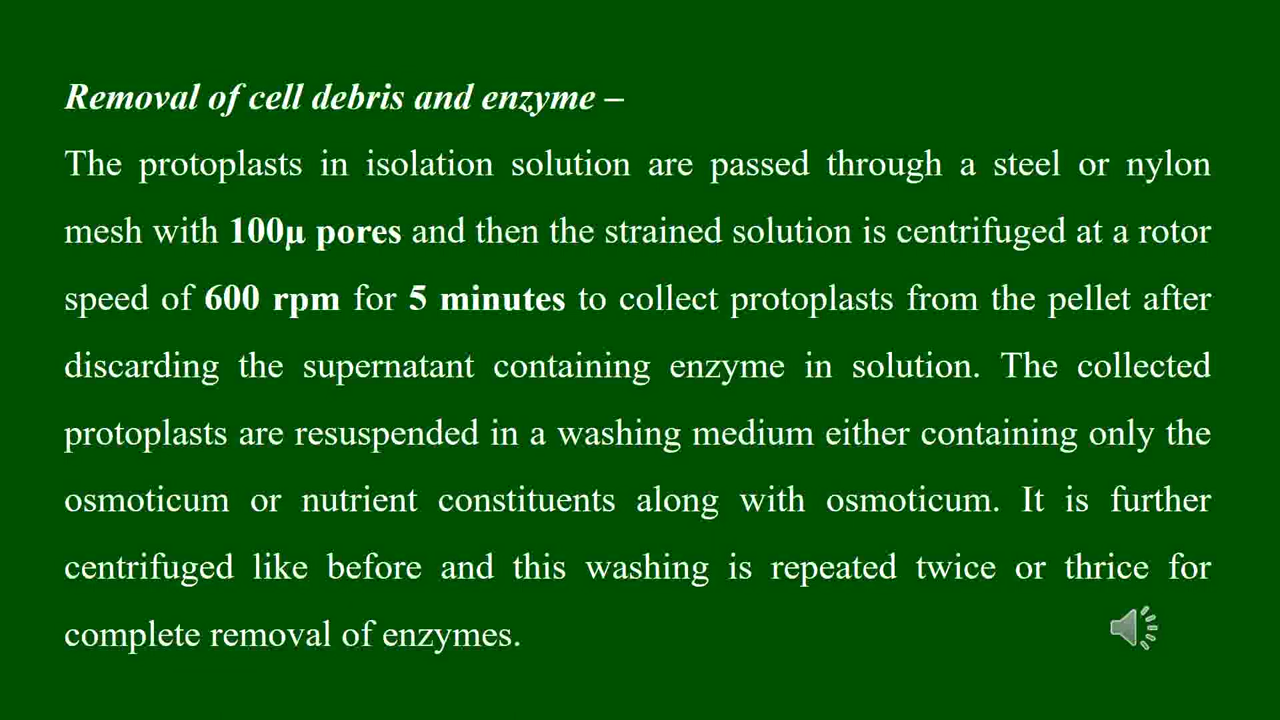 Removal of cell debris and enzyme –
The protoplasts in isolation solution are passed through a steel or nylon
mesh with 100µ pores and then the strained solution is centrifuged at a rotor
speed of 600 rpm for 5 minutes to collect protoplasts from the pellet after
discarding the supernatant containing enzyme in solution. The collected
protoplasts are resuspended in a washing medium either containing only the
osmoticum or nutrient constituents along with osmoticum. It is further
centrifuged like before and this washing is repeated twice or thrice for
complete removal of enzymes.